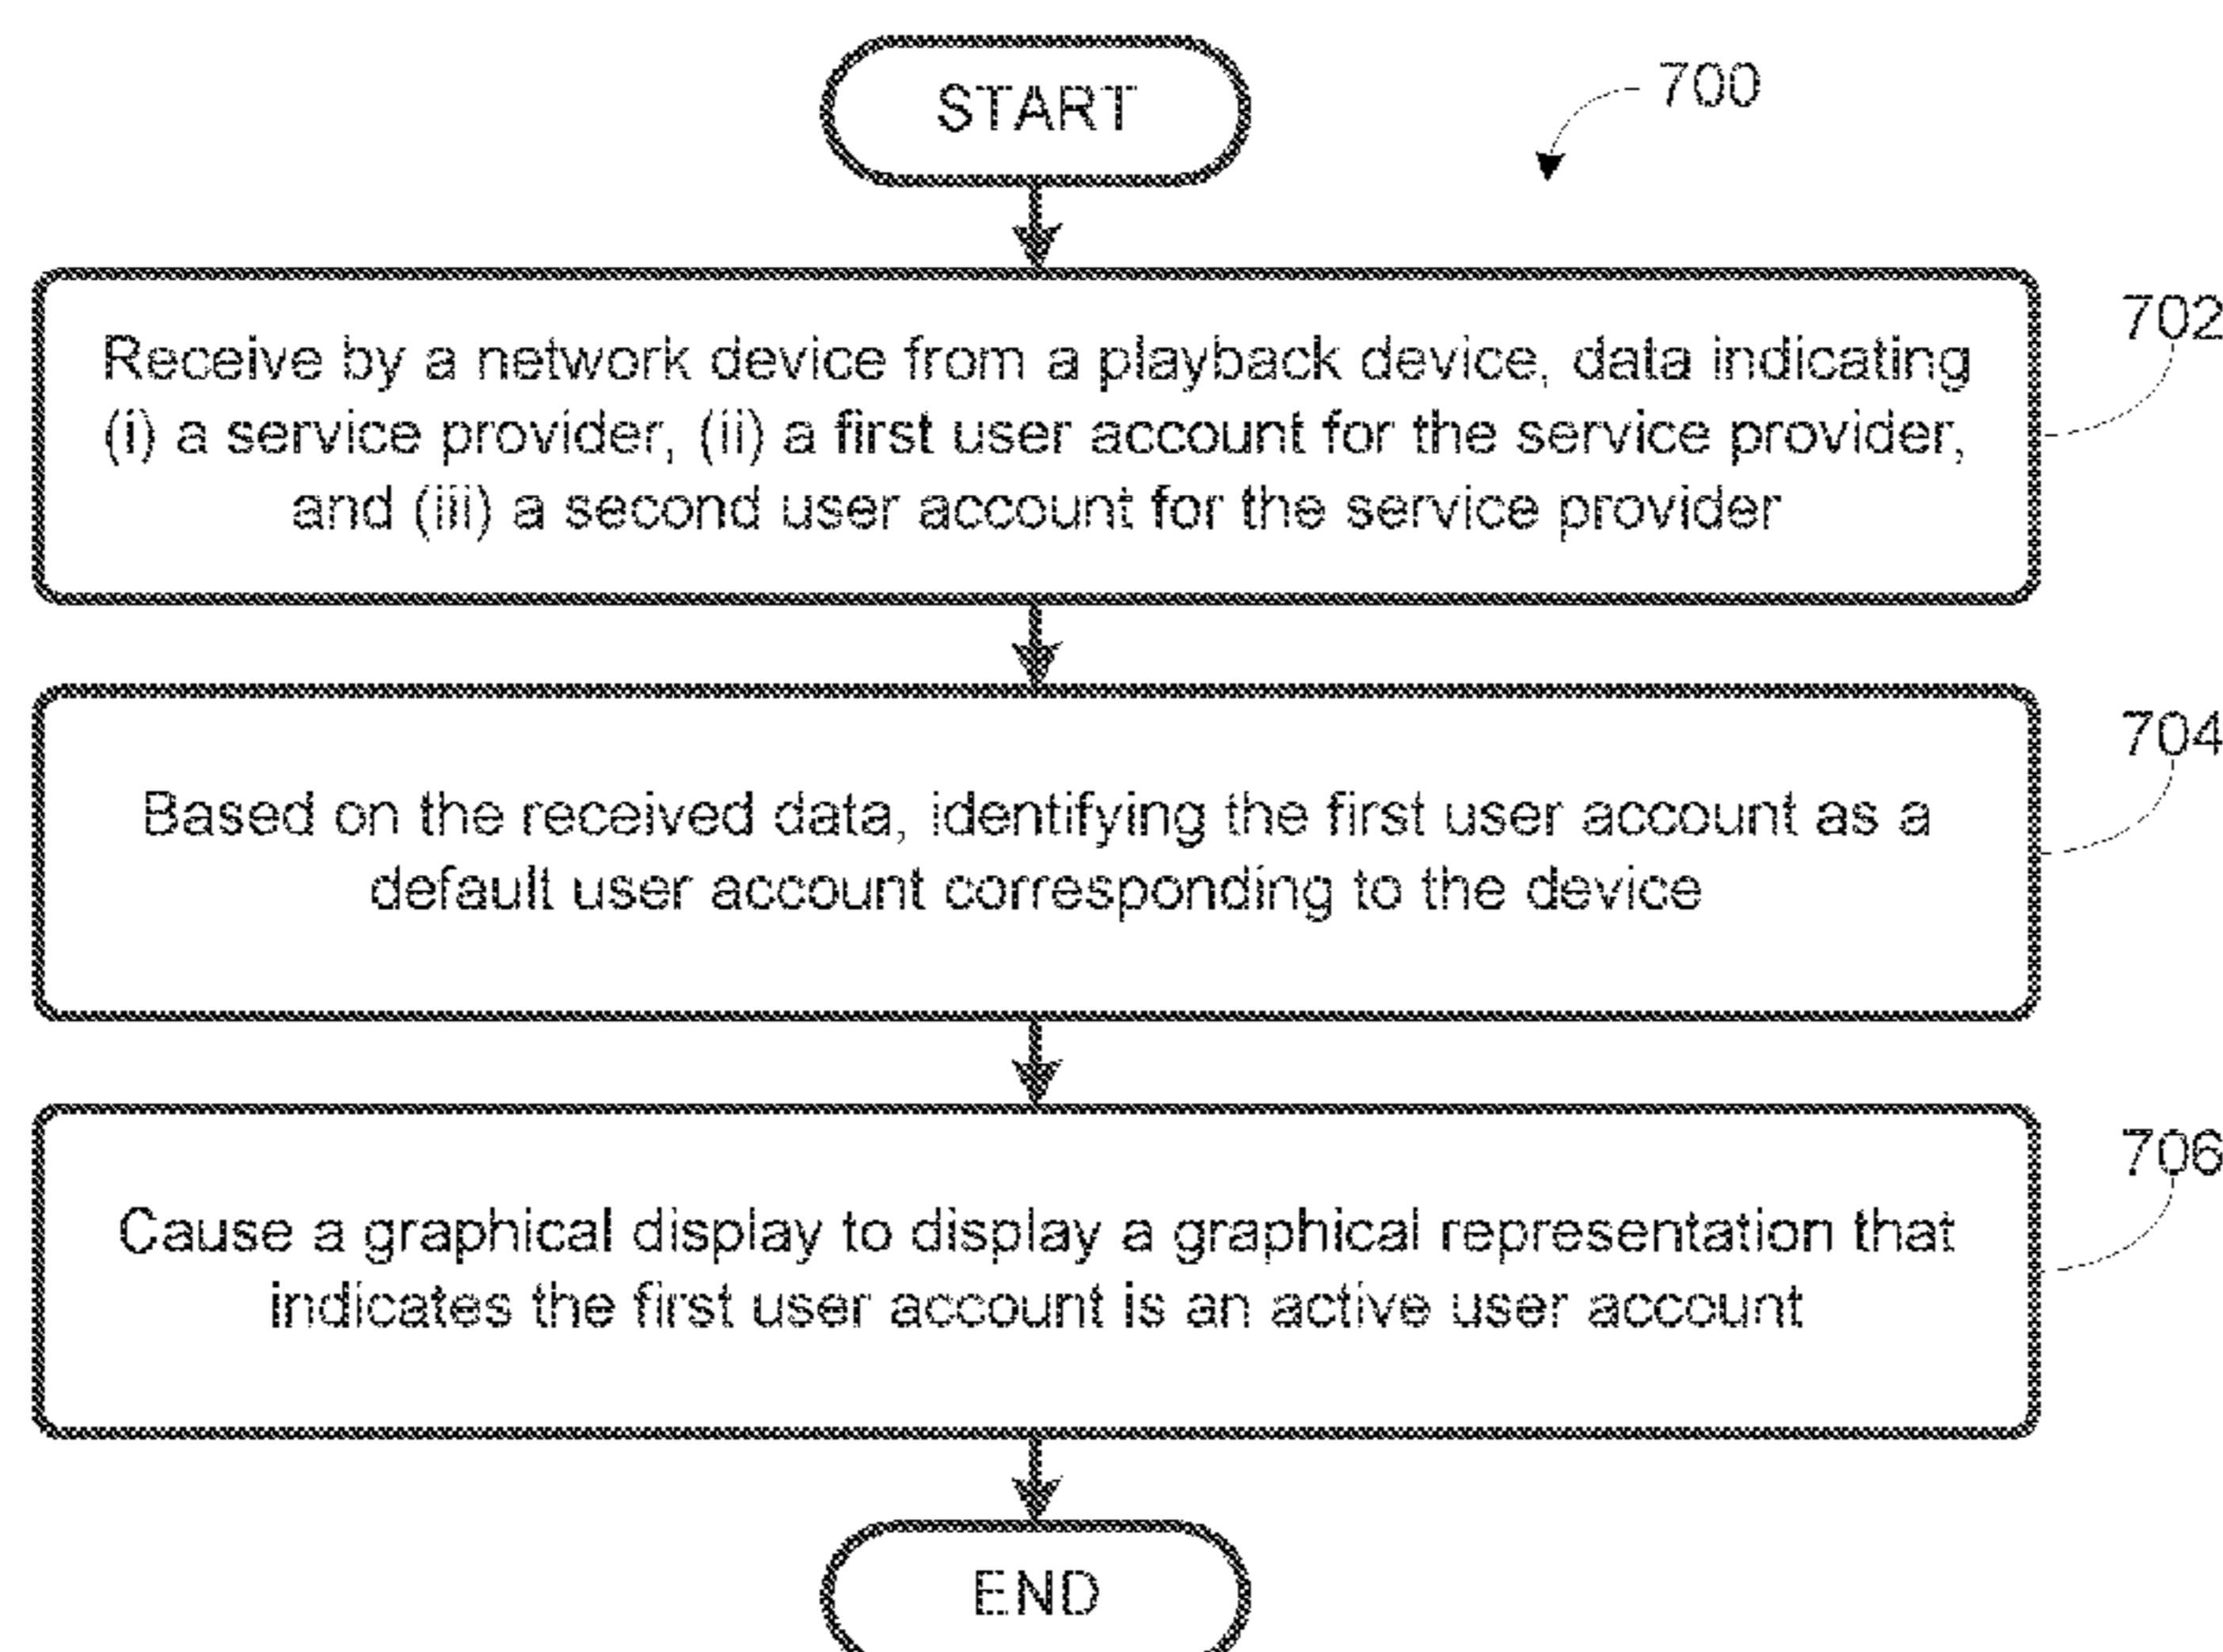 START
700
Receive by a network device from a playback device, data indicating
(i) a service provider, (ii) a first user account for the service provider,
and (iii) a second user account for the service provider
702
Based on the received data, identifying the first user account as a
default user account corresponding to the device
704
Cause a graphical display to display a graphical representation that
indicates the first user account is an active user account
706
END